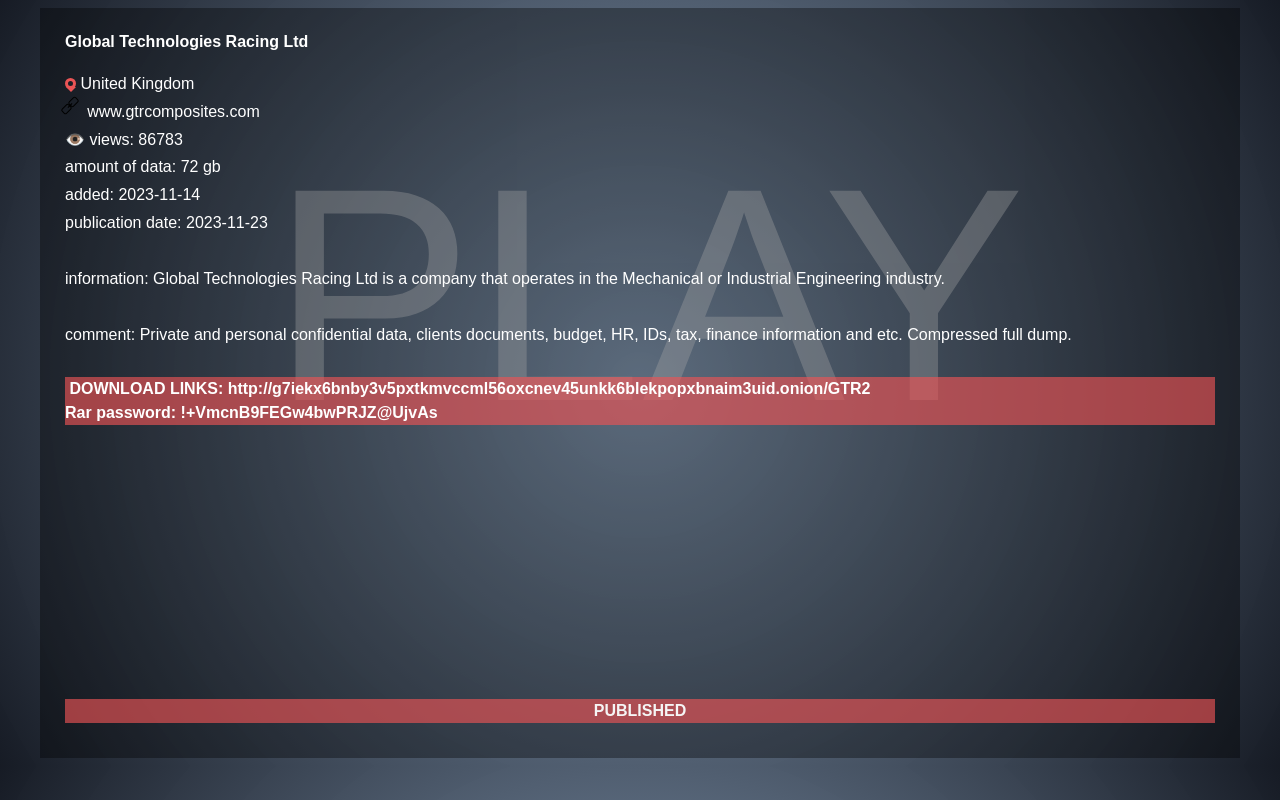 Global Technologies Racing Ltd
United Kingdom
www.gtrcomposites.com
views: 86783
amount of data: 72 gb
added: 2023-11-14
publication date: 2023-11-23
PLAY
information: Global Technologies Racing Ltd is a company that operates in the Mechanical or Industrial Engineering industry.
comment: Private and personal confidential data, clients documents, budget, HR, IDs, tax, finance information and etc. Compressed full dump.
DOWNLOAD LINKS: http://g7iekx6bnby3v5pxtkmvccml56oxcnev45unkk6blekpopxbnaim3uid.onion/GTR2
Rar password: !+VmcnB9FEGw4bwPRJZ@UjvAs
PUBLISHED